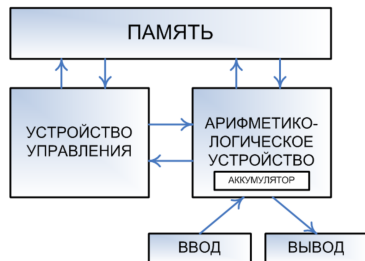 ПАМЯТЬ
УСТРОЙСТВО
УПРАВЛЕНИЯ
АРИФМЕТИКО-
ЛОГИЧЕСКОЕ
УСТРОЙСТВО
АККУМУЛЯТОР
ВВОД
ВЫВОД